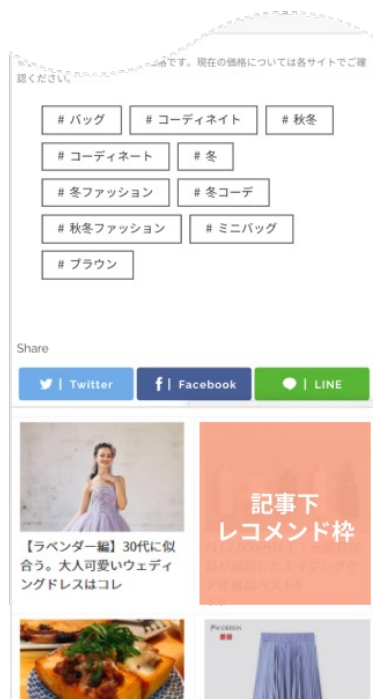 格です。現在の価格については各サイトでご確
認ください。
# バッグ
# コーディネイト
# 秋冬
# コーディネート
# 冬
# 冬ファッション
# 冬コーデ
# 秋冬ファッション
# ミニバッグ
# ブラウン
Share
Twitter
Facebook
LINE
記事下
レコメンド枠
【ラベンダー編】30代に似
合う。大人可愛いウェディ
ングドレスはコレ